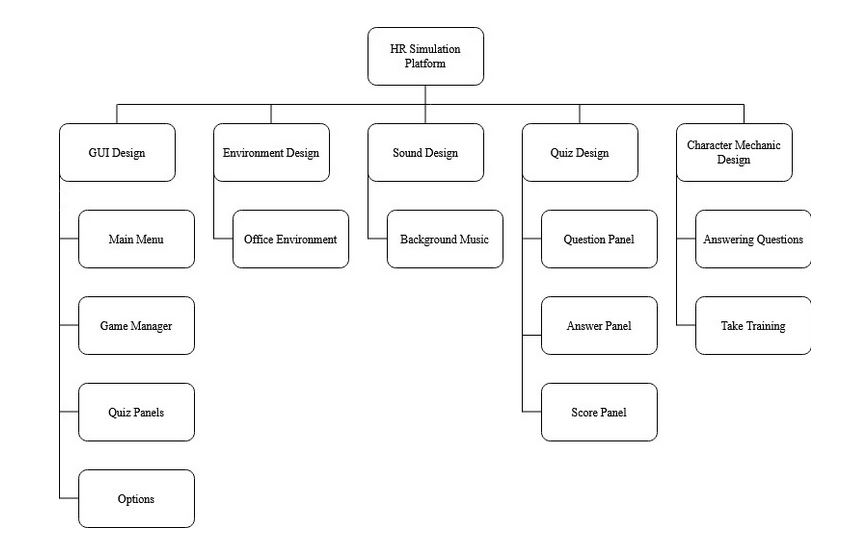 HR Simulation
Platform
GUI Design
Environment Design
Sound Design
Quiz Design
Character Mechanic
Design
Main Menu
Office Environment
Background Music
Question Panel
Answering Questions
Game Manager
Answer Panel
Take Training
Quiz Panels
Score Panel
Options